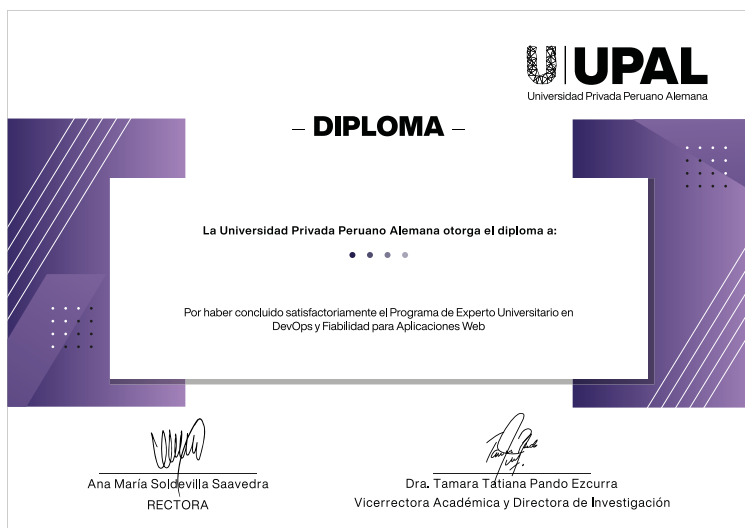 UPAL
Universidad Privada Peruano Alemana
– DIPLOMA –
La Universidad Privada Peruano Alemana otorga el diploma a:
Por haber concluido satisfactoriamente el Programa de Experto Universitario en
DevOps y Fiabilidad para Aplicaciones Web
Ana María Soldevilla Saavedra
RECTORA
Dra. Tamara Tatiana Pando Ezcurra
Vicerrectora Académica y Directora de Investigación